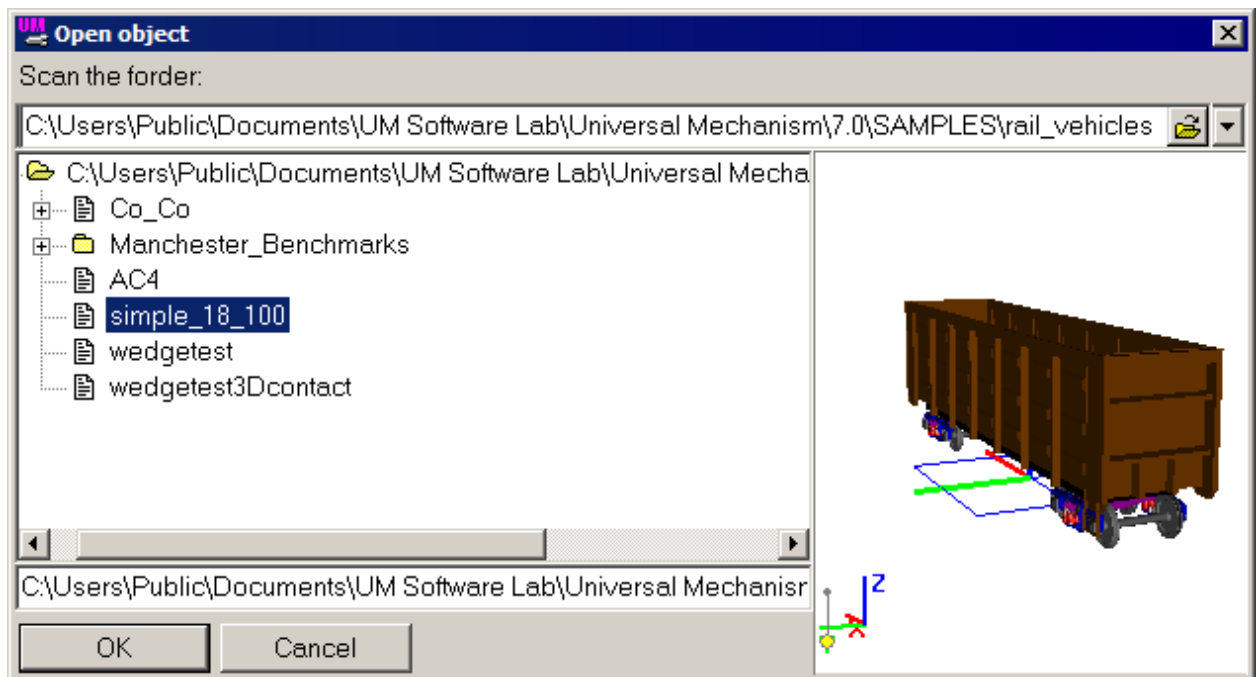 UM Open object
Scan the forder:
C:\Users\Public\Documents\UM Software Lab\Universal Mechanism\7.0\SAMPLES\rail_vehicles
C:\Users\Public\Documents\UM Software Lab\Universal Mecha
Co_Co
Manchester_Benchmarks
AC4
simple_18_100
wedgetest
wedgetest3Dcontact
C:\Users\Public\Documents\UM Software Lab\Universal Mechanisr
Z
X
OK
Cancel